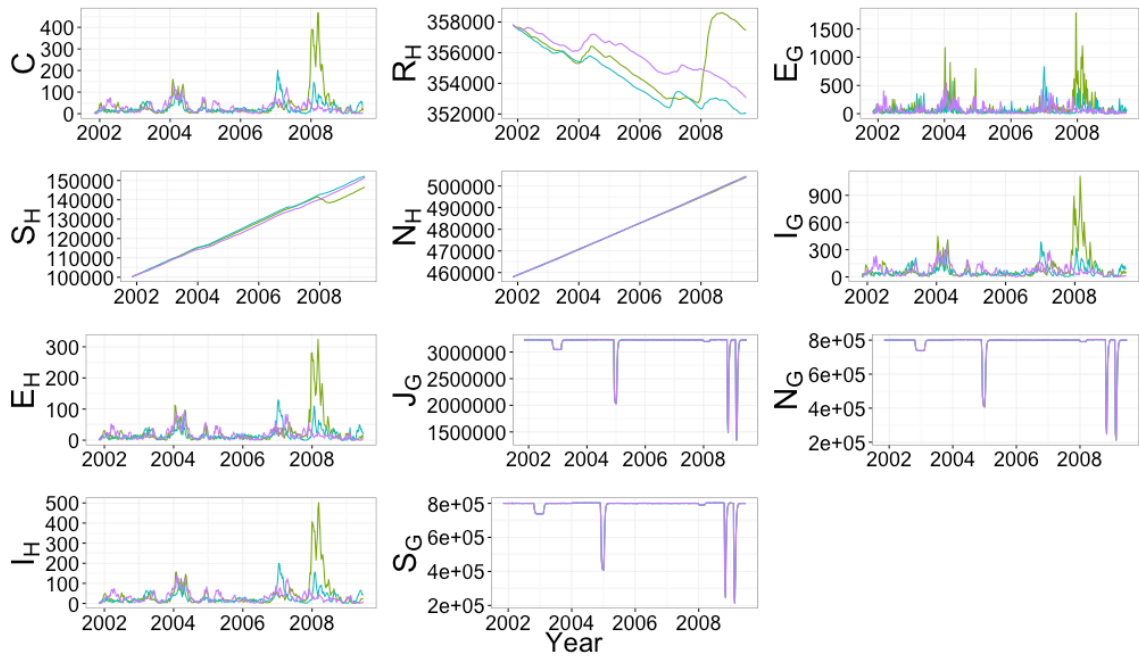 C
400
300
200
100
0
2002 2004 2006 2008
R_H
358000
356000
354000
352000
2002 2004 2006 2008
E_G
1500
1000
500
0
2002 2004 2006 2008
S_H
150000
140000
130000
120000
110000
100000
2002 2004 2006 2008
N_H
500000
490000
480000
470000
460000
2002 2004 2006 2008
I_G
900
600
300
0
2002 2004 2006 2008
E_H
300
200
100
0
2002 2004 2006 2008
J_G
3000000
2500000
2000000
1500000
2002 2004 2006 2008
N_G
8e+05
6e+05
4e+05
2e+05
2002 2004 2006 2008
I_H
500
400
300
200
100
0
2002 2004 2006 2008
S_G
8e+05
6e+05
4e+05
2e+05
2002 2004 2006 2008
Year